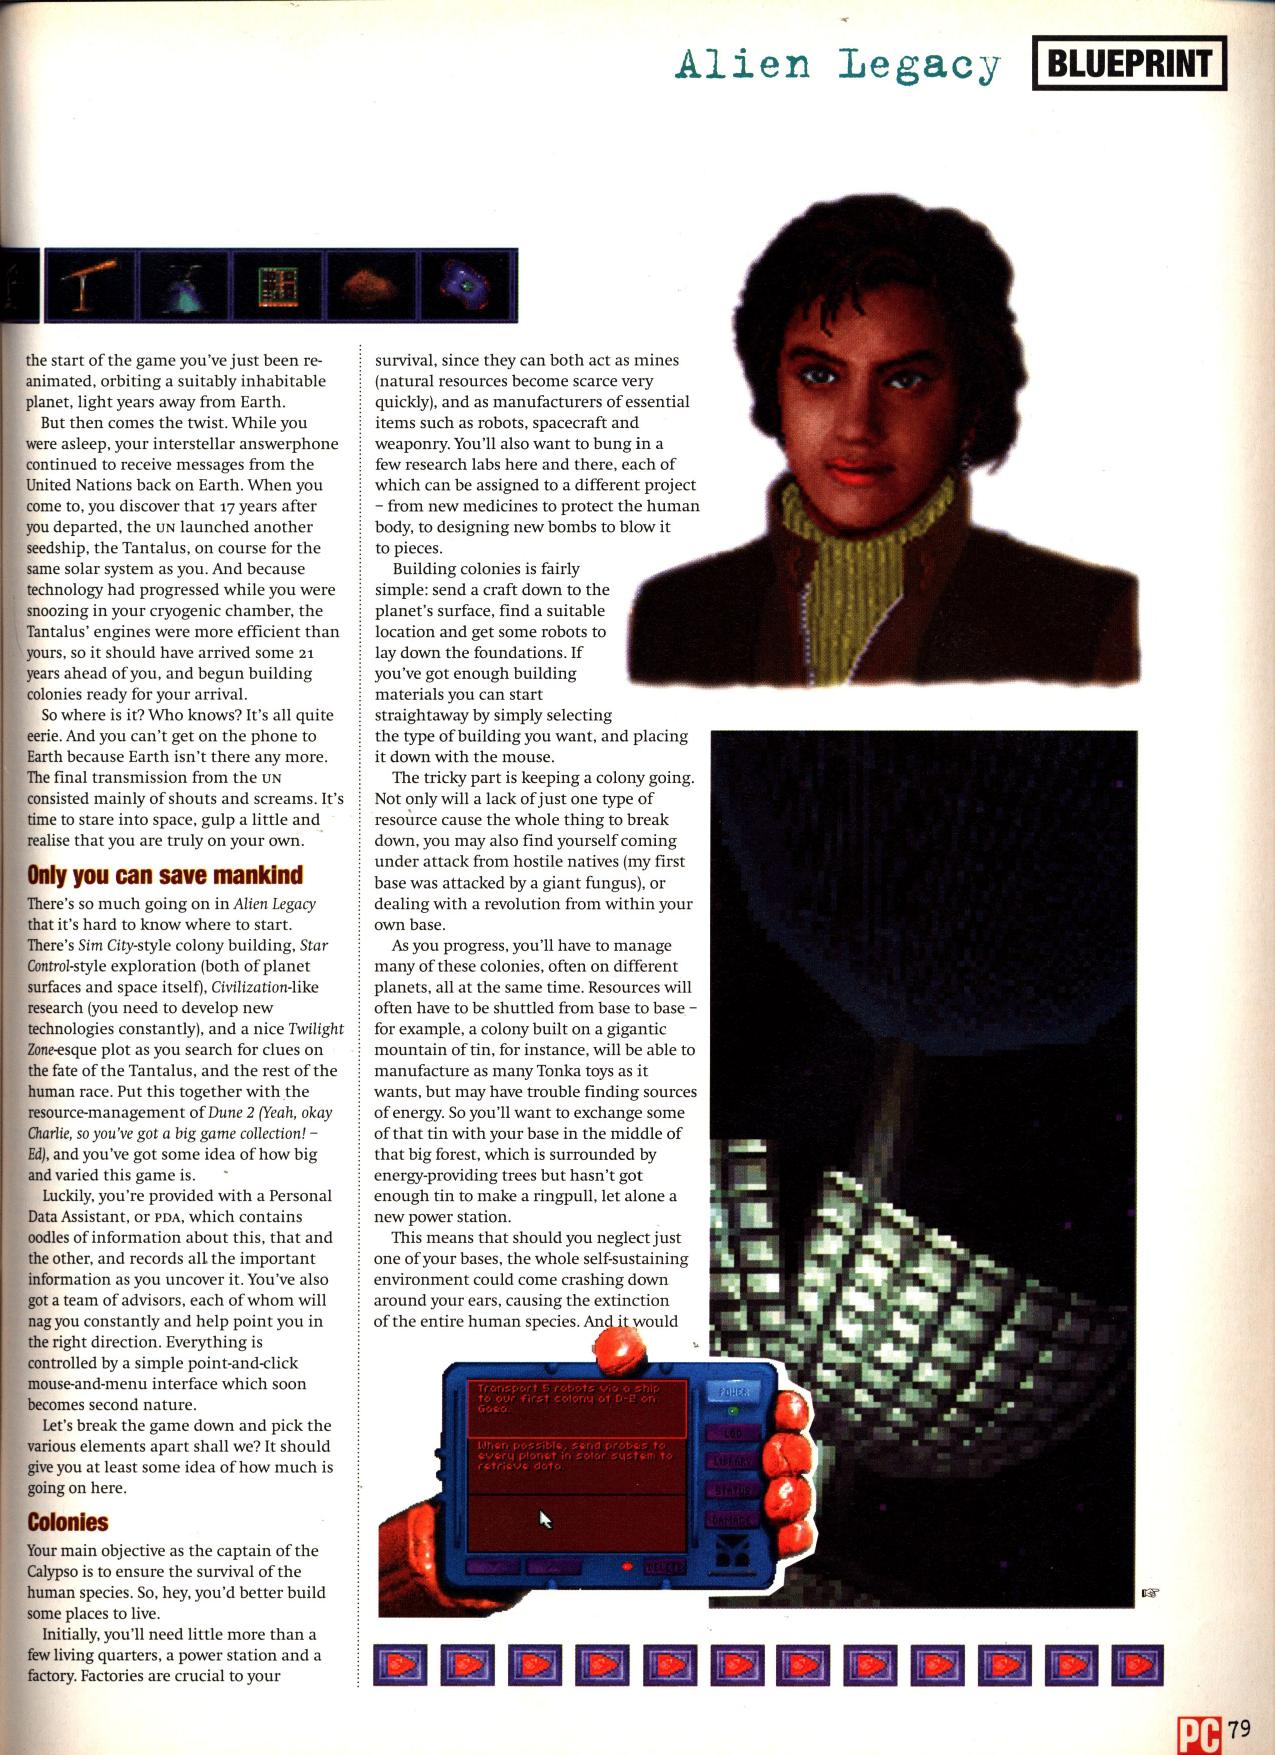 Alien Legacy BLUEPRINT
the start of the game you've just been re-
animated, orbiting a suitably inhabitable
planet, light years away from Earth.
But then comes the twist. While you
were asleep, your interstellar answerphone
continued to receive messages from the
United Nations back on Earth. When you
come to, you discover that 17 years after
you departed, the UN launched another
seedship, the Tantalus, on course for the
same solar system as you. And because
technology had progressed while you were
snoozing in your cryogenic chamber, the
Tantalus' engines were more efficient than
yours, so it should have arrived some 21
years ahead of you, and begun building
colonies ready for your arrival.
So where is it? Who knows? It's all quite
eerie. And you can't get on the phone to
Earth because Earth isn't there any more.
The final transmission from the UN
consisted mainly of shouts and screams. It's
time to stare into space, gulp a little and
realise that you are truly on your own.
Only you can save mankind
There's so much going on in Alien Legacy
that it's hard to know where to start.
There's Sim City-style colony building, Star
Control-style exploration (both of planet
surfaces and space itself), Civilization-like
research (you need to develop new
technologies constantly), and a nice Twilight
Zone-esque plot as you search for clues on
the fate of the Tantalus, and the rest of the
human race. Put this together with the
resource-management of Dune 2 (Yeah, okay
Charlie, so you've got a big game collection! –
Ed), and you've got some idea of how big
and varied this game is.
Luckily, you're provided with a Personal
Data Assistant, or PDA, which contains
oodles of information about this, that and
the other, and records all the important
information as you uncover it. You've also
got a team of advisors, each of whom will
nag you constantly and help point you in
the right direction. Everything is
controlled by a simple point-and-click
mouse-and-menu interface which soon
becomes second nature.
Let's break the game down and pick the
various elements apart shall we? It should
give you at least some idea of how much is
going on here.
Colonies
Your main objective as the captain of the
Calypso is to ensure the survival of the
human species. So, hey, you'd better build
some places to live.
Initially, you'll need little more than a
few living quarters, a power station and a
factory. Factories are crucial to your
survival, since they can both act as mines
(natural resources become scarce very
quickly), and as manufacturers of essential
items such as robots, spacecraft and
weaponry. You'll also want to bung in a
few research labs here and there, each of
which can be assigned to a different project
– from new medicines to protect the human
body, to designing new bombs to blow it
to pieces.
Building colonies is fairly
simple: send a craft down to the
planet's surface, find a suitable
location and get some robots to
lay down the foundations. If
you've got enough building
materials you can start
straightaway by simply selecting
the type of building you want, and placing
it down with the mouse.
The tricky part is keeping a colony going.
Not only will a lack of just one type of
resource cause the whole thing to break
down, you may also find yourself coming
under attack from hostile natives (my first
base was attacked by a giant fungus), or
dealing with a revolution from within your
own base.
As you progress, you'll have to manage
many of these colonies, often on different
planets, all at the same time. Resources will
often have to be shuttled from base to base –
for example, a colony built on a gigantic
mountain of tin, for instance, will be able to
manufacture as many Tonka toys as it
wants, but may have trouble finding sources
of energy. So you'll want to exchange some
of that tin with your base in the middle of
that big forest, which is surrounded by
energy-providing trees but hasn't got
enough tin to make a ringpull, let alone a
new power station.
This means that should you neglect just
one of your bases, the whole self-sustaining
environment could come crashing down
around your ears, causing the extinction
of the entire human species. And it would
Transport 5 robots via a ship
to our first colony at D-2 on
Gaea.
When possible, send probes to
every planet in solar system to
retrieve data.
POWER
LOG
LIBRARY
STATUS
DAMAGE
DELETE
PC 79